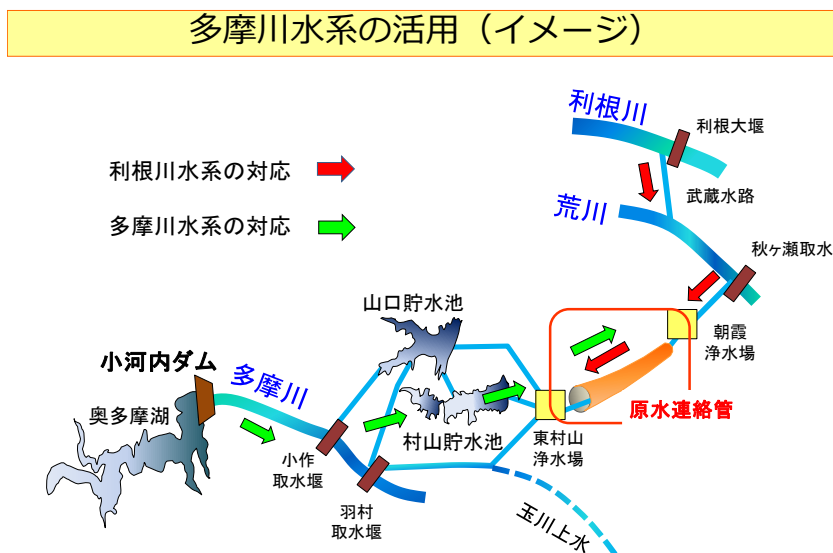 多摩川水系の活用（イメージ）
利根川
利根大堰
利根川水系の対応
武蔵水路
荒川
多摩川水系の対応
秋ヶ瀬取水
山口貯水池
朝霞
浄水場
小河内ダム
多摩川
原水連絡管
奥多摩湖
村山貯水池
東村山
浄水場
小作
取水堰
羽村
取水堰
玉川上水